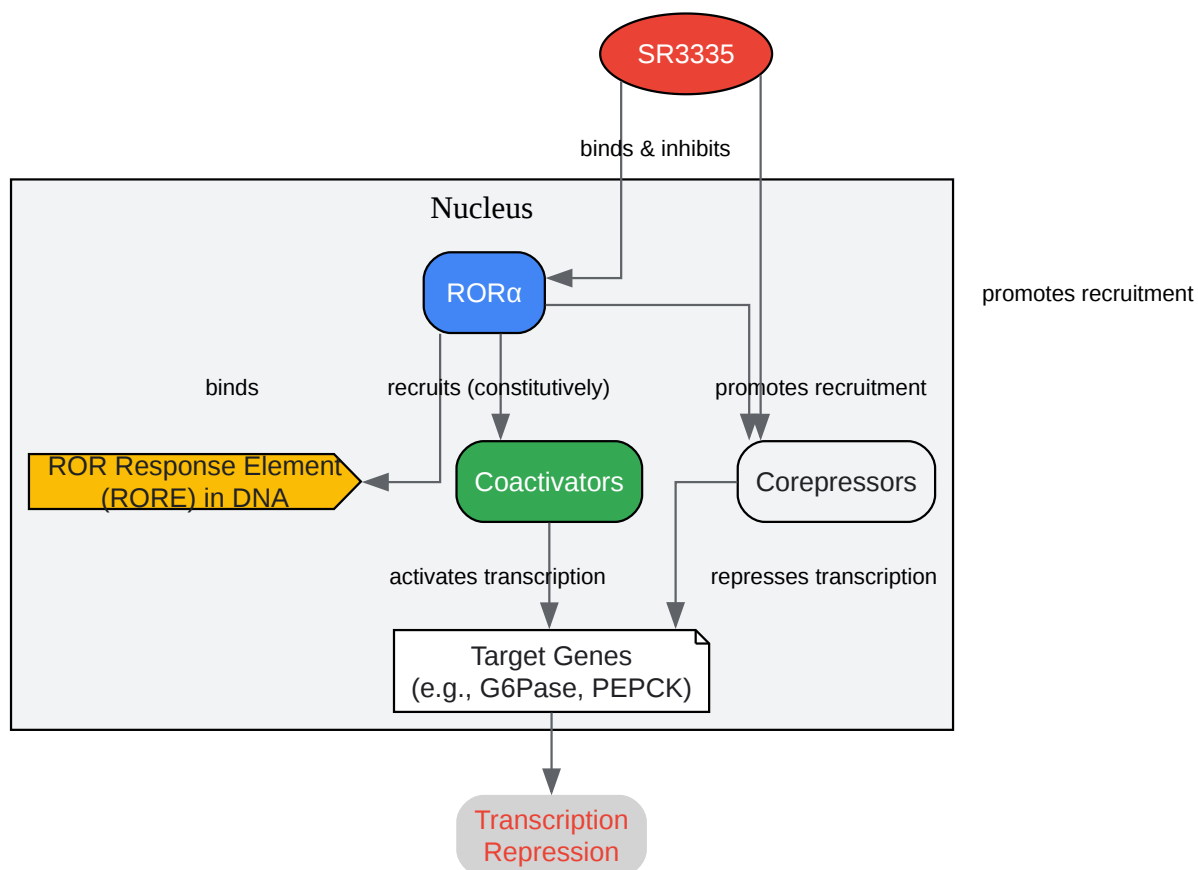 SR3335
binds & inhibits
Nucleus
RORα
promotes recruitment
binds
recruits (constitutively)
promotes recruitment
ROR Response Element
(RORE) in DNA
Coactivators
Corepressors
activates transcription
represses transcription
Target Genes
(e.g., G6Pase, PEPCK)
Transcription
Repression